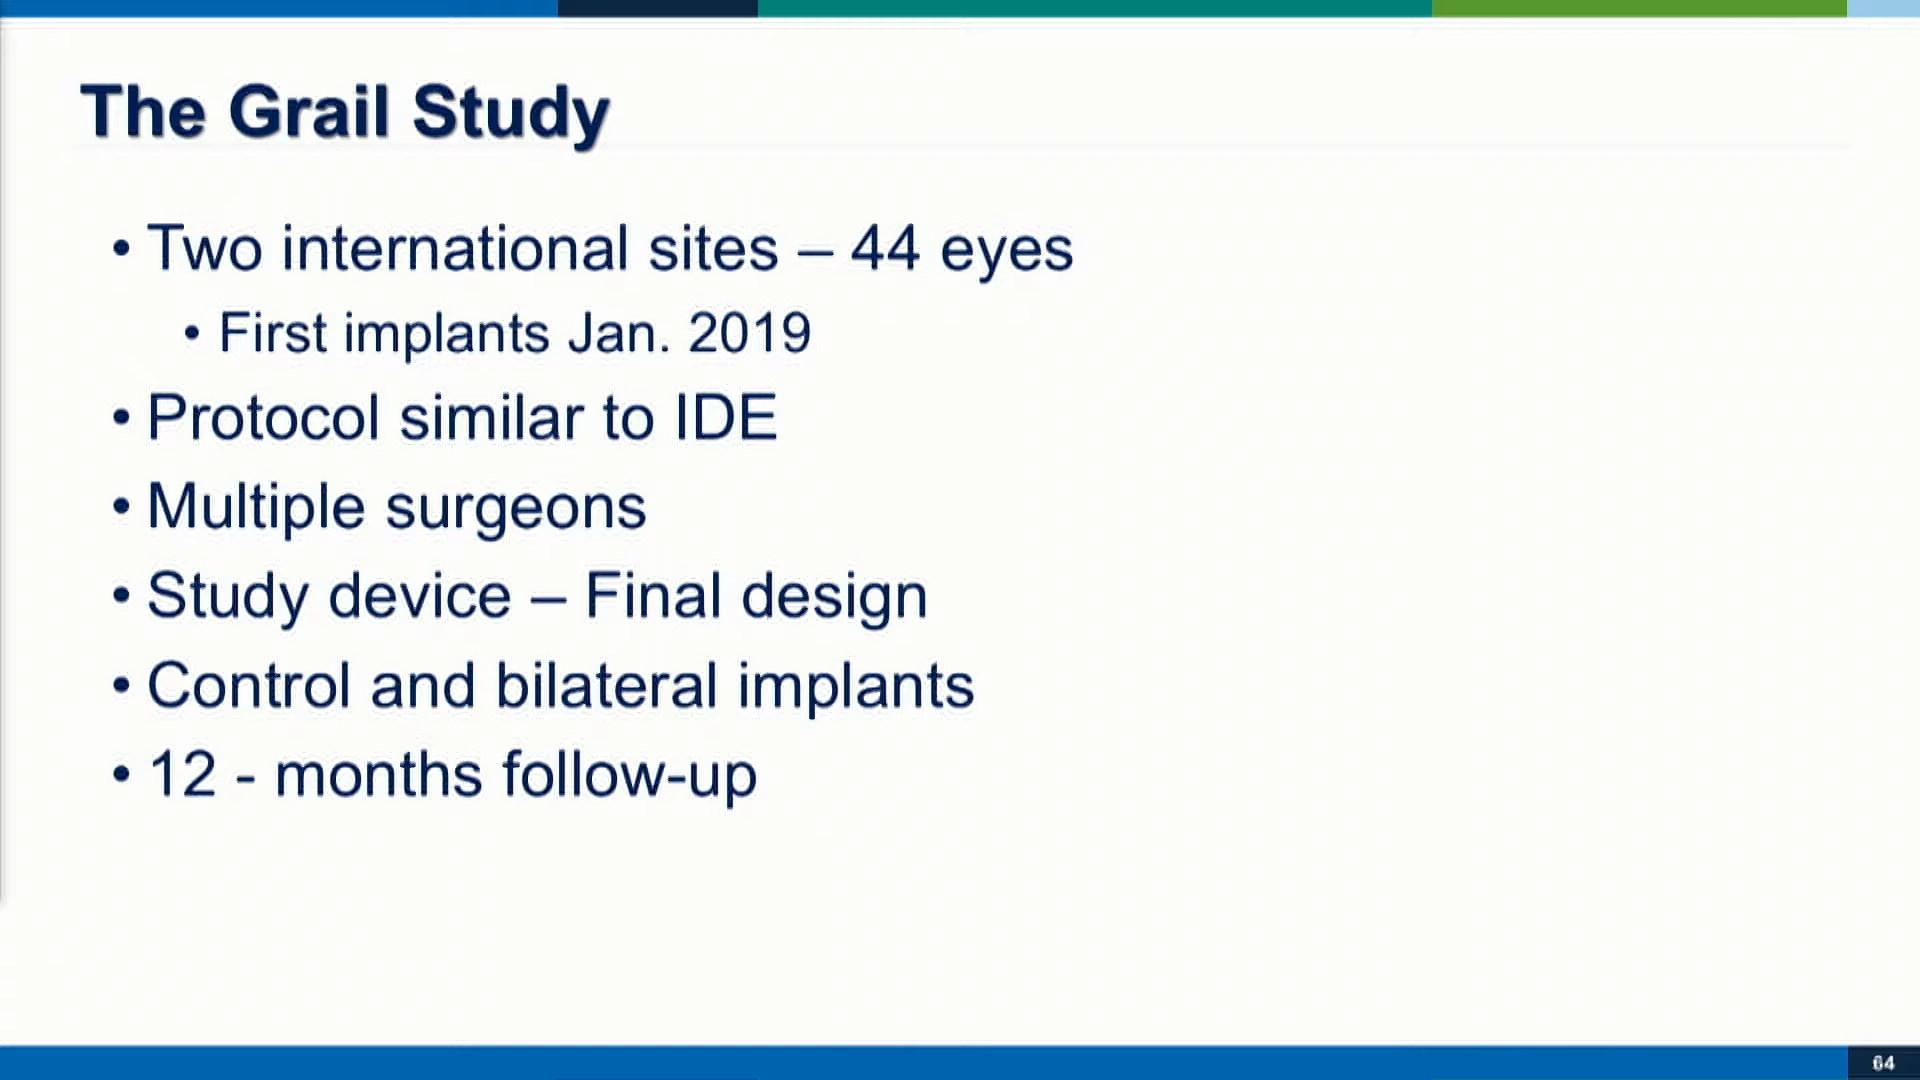 The Grail Study
• Two international sites – 44 eyes
• First implants Jan. 2019
• Protocol similar to IDE
• Multiple surgeons
• Study device – Final design
• Control and bilateral implants
• 12 - months follow-up
64